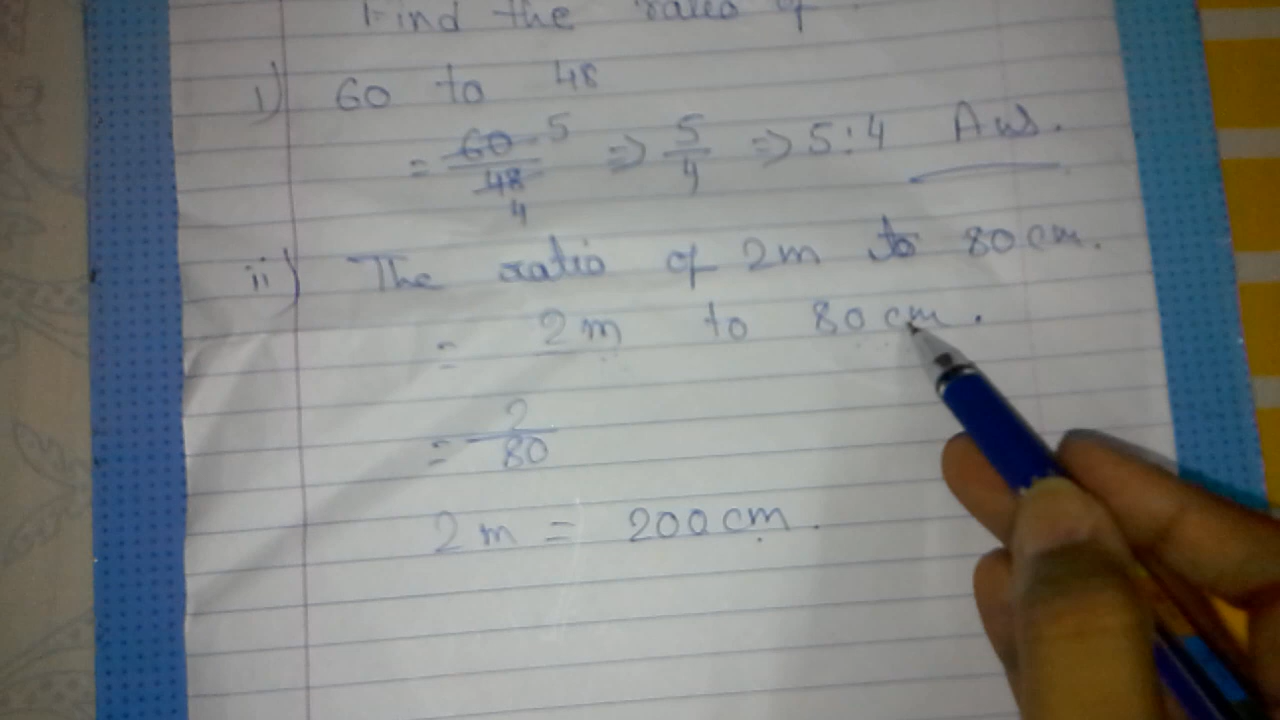 Find the ratio of
i) 60 to 48
= 60/48 5 4 => 5/4 => 5:4 Ans.
ii) The ratio of 2m to 80cm.
= 2m to 80cm.
= 2/80
2m = 200cm.